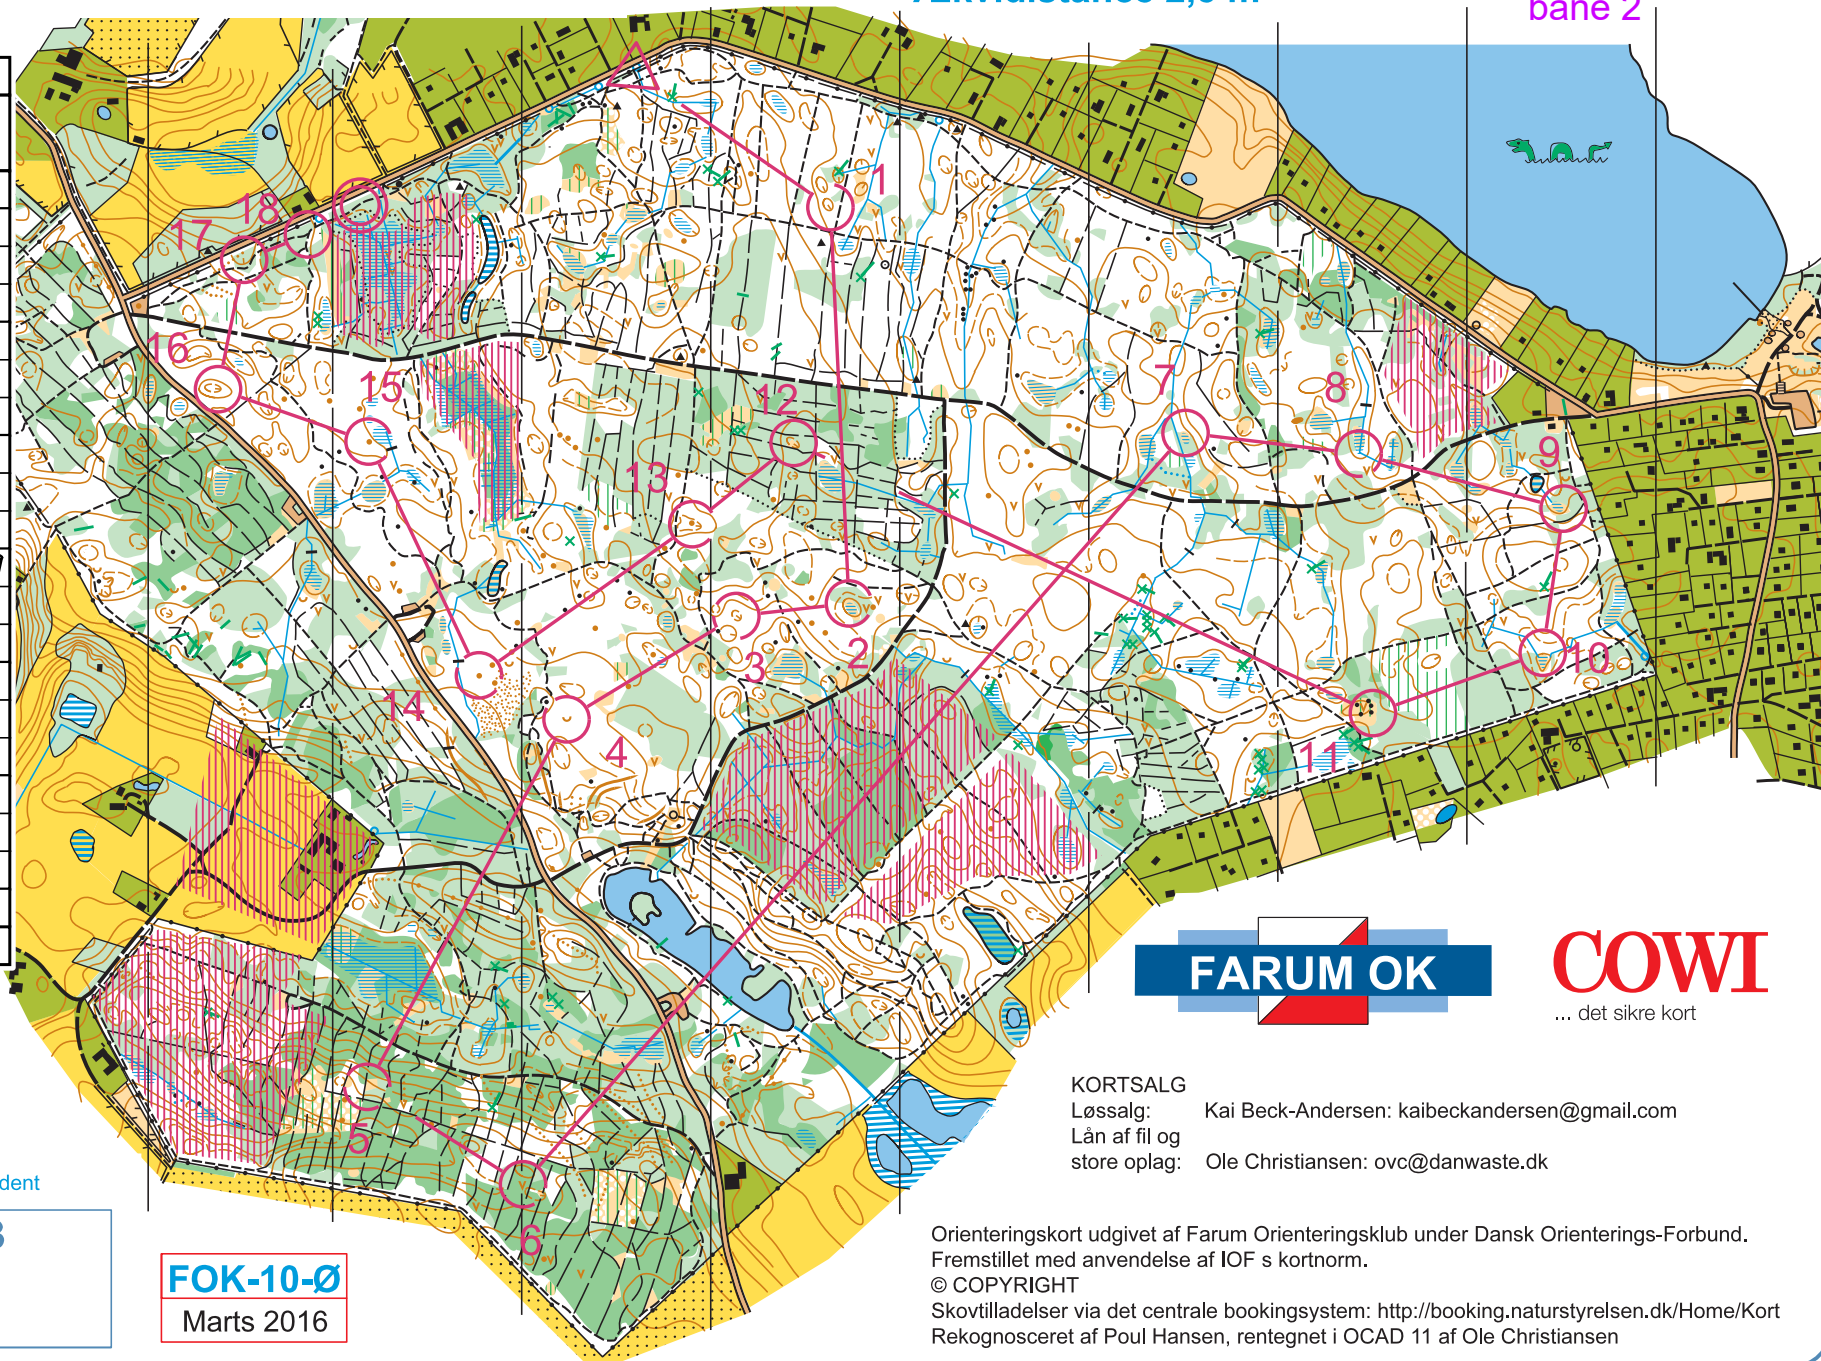 bane 2
1
18
17
16
15
7
8
12
9
13
2
3
10
14
4
11
5
6
FARUM OK
COWI
... det sikre kort
KORTSALG
Løssalg: Kai Beck-Andersen: kaibeckandersen@gmail.com
Lån af fil og
store oplag: Ole Christiansen: ovc@danwaste.dk
FOK-10-Ø
Marts 2016
Orienteringskort udgivet af Farum Orienteringsklub under Dansk Orienterings-Forbund.
Fremstillet med anvendelse af IOF s kortnorm.
© COPYRIGHT
Skovtilladelser via det centrale bookingsystem: http://booking.naturstyrelsen.dk/Home/Kort
Rekognosceret af Poul Hansen, rentegnet i OCAD 11 af Ole Christiansen